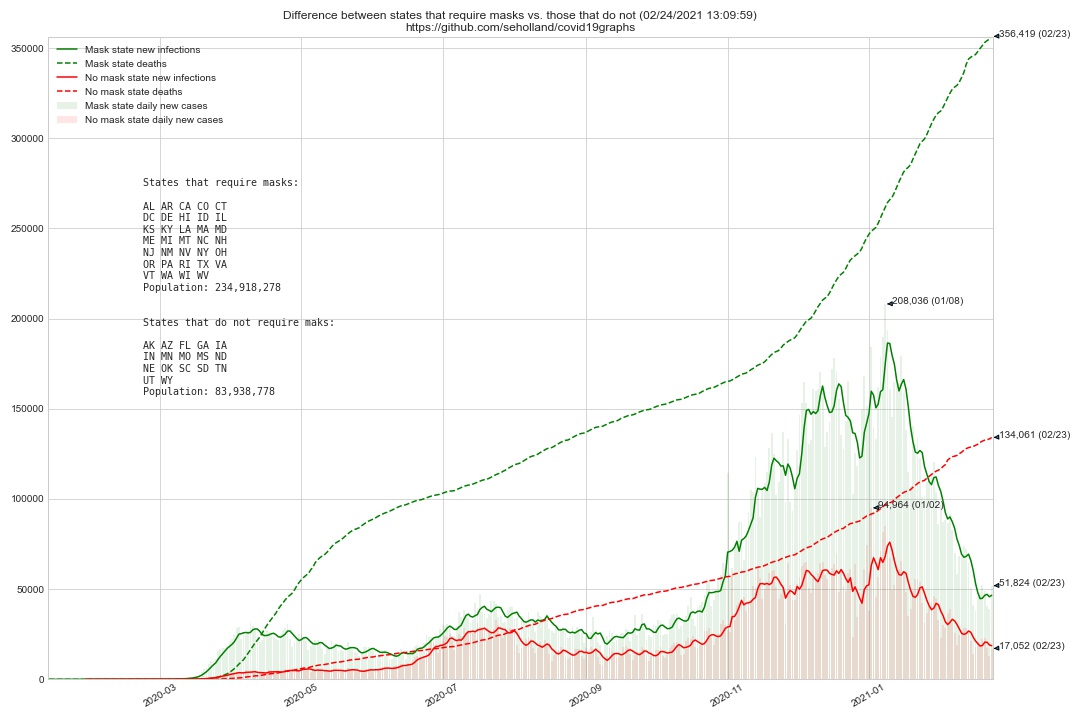 Difference between states that require masks vs. those that do not (02/24/2021 13:09:59)
https://github.com/seholland/covid19graphs
Mask state new infections
Mask state deaths
No mask state new infections
No mask state deaths
Mask state daily new cases
No mask state daily new cases
States that require masks:
AL AR CA CO CT
DC DE HI ID IL
KS KY LA MA MD
ME MI MT NC NH
NJ NM NV NY OH
OR PA RI TX VA
VT WA WI WV
Population: 234,918,278
States that do not require maks:
AK AZ FL GA IA
IN MN MO MS ND
NE OK SC SD TN
UT WY
Population: 83,938,778
356,419 (02/23)
208,036 (01/08)
134,061 (02/23)
94,964 (01/02)
51,824 (02/23)
17,052 (02/23)
350000
300000
250000
200000
150000
100000
50000
0
2020-03
2020-05
2020-07
2020-09
2020-11
2021-01